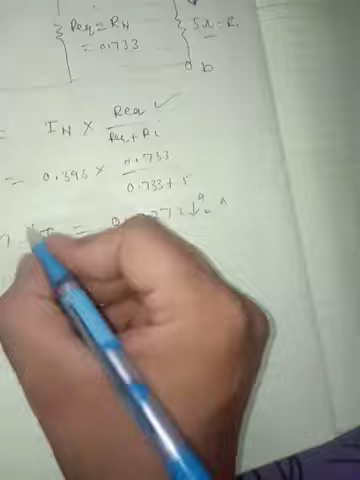 Req = RN
= 0.733
5Ω = RL
b
= IN × Req / Req + RL
= 0.396 × 0.733 / 0.733 + 5
=